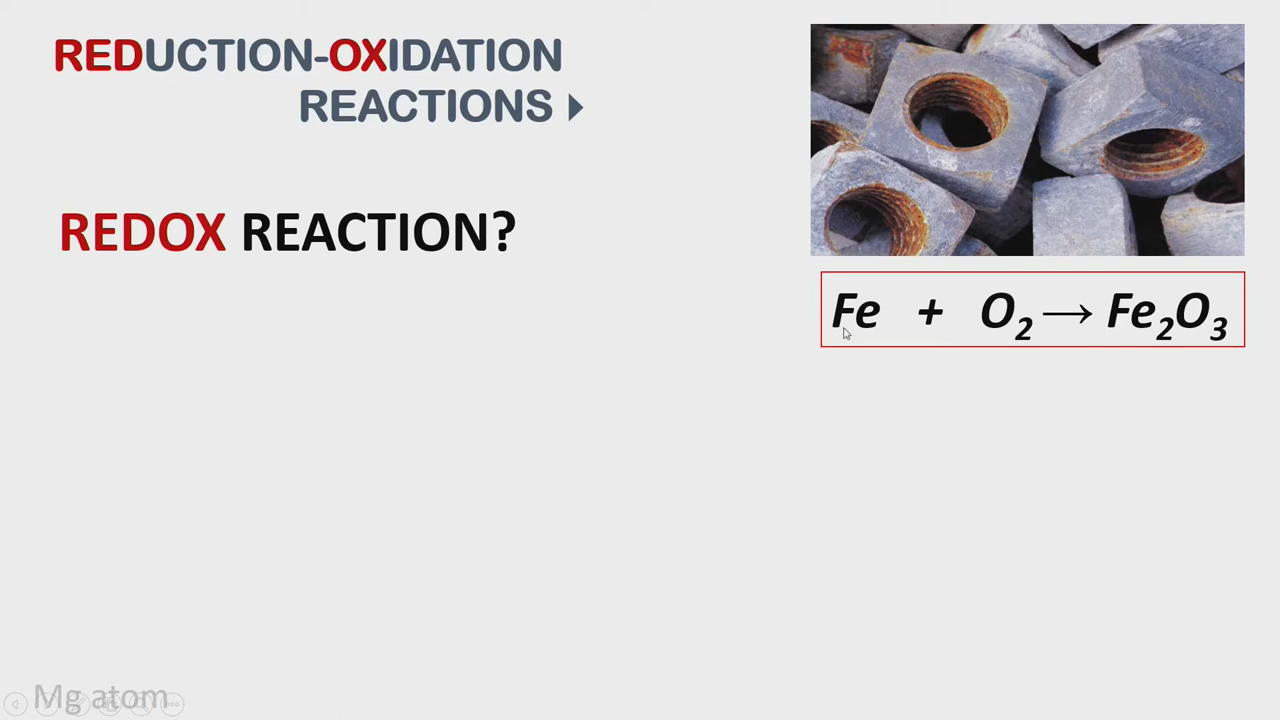 REDUCTION-OXIDATION
REACTIONS
REDOX REACTION?
Fe + O₂ → Fe₂O₃
Mg atom